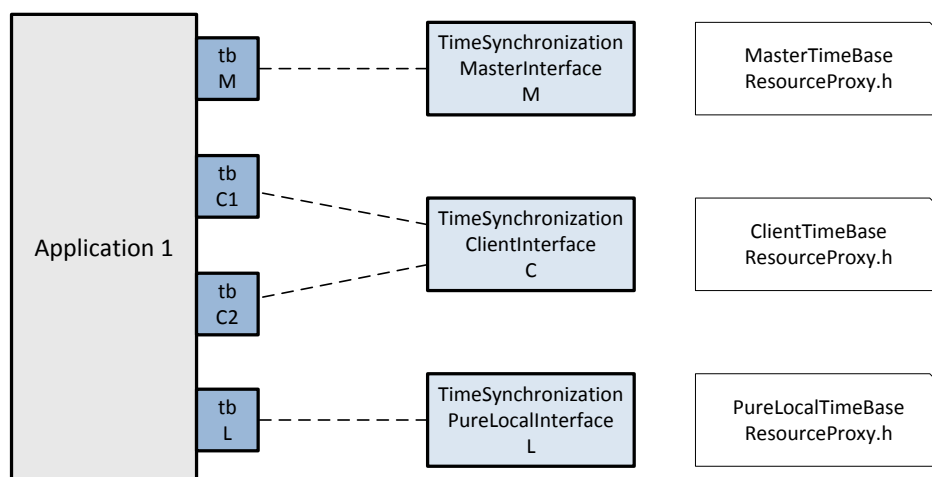 Application 1
tb
M
TimeSynchronization
MasterInterface
M
MasterTimeBase
ResourceProxy.h
tb
C1
tb
C2
TimeSynchronization
ClientInterface
C
ClientTimeBase
ResourceProxy.h
tb
L
TimeSynchronization
PureLocalInterface
L
PureLocalTimeBase
ResourceProxy.h